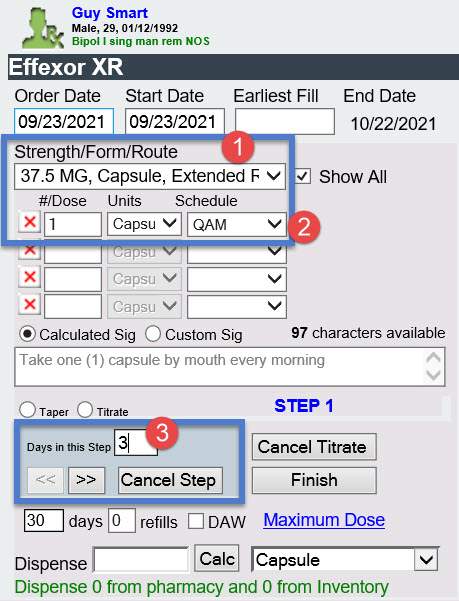 Guy Smart
Male, 29, 01/12/1992
Bipol I sing man rem NOS
Effexor XR
Order Date Start Date Earliest Fill End Date
09/23/2021 09/23/2021 10/22/2021
1
Strength/Form/Route
37.5 MG, Capsule, Extended R Show All
#/Dose Units Schedule
1 Capsu QAM
2
Capsu
Capsu
Capsu
Calculated Sig Custom Sig 97 characters available
Take one (1) capsule by mouth every morning
Taper Titrate STEP 1
Days in this Step 3 3 Cancel Titrate
<< >> Cancel Step Finish
30 days 0 refills DAW Maximum Dose
Dispense Calc Capsule
Dispense 0 from pharmacy and 0 from Inventory